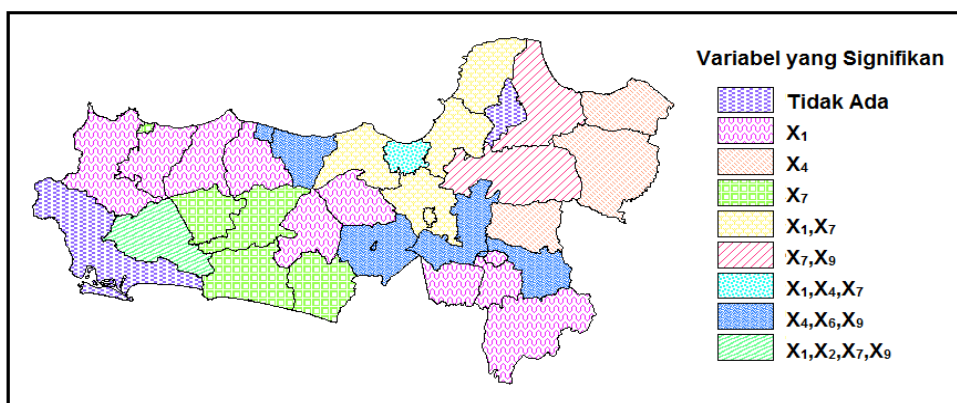 Variabel yang Signifikan
Tidak Ada
X₁
X₄
X₇
X₁,X₇
X₇,X₉
X₁,X₄,X₇
X₄,X₆,X₉
X₁,X₂,X₇,X₉